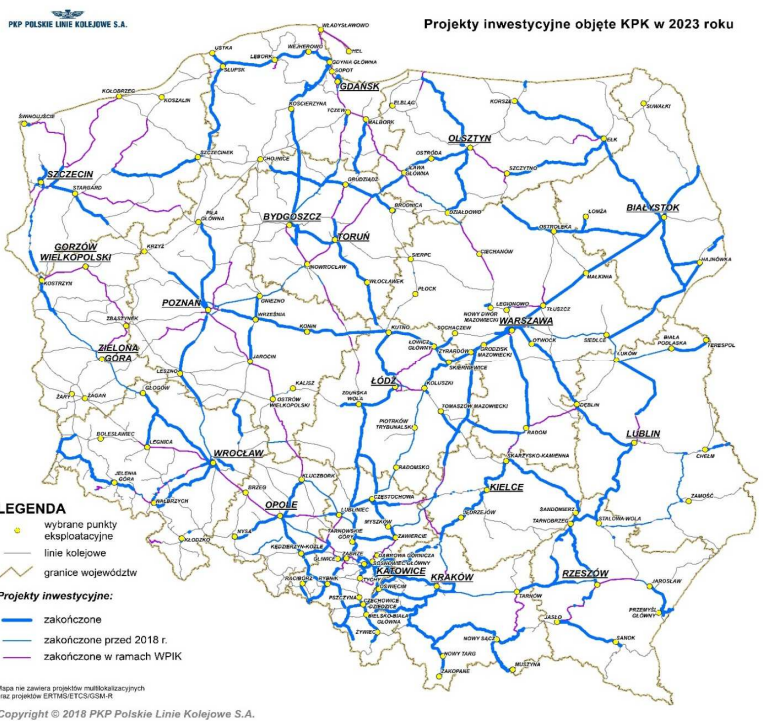 PKP POLSKIE LINIE KOLEJOWE S.A.
Projekty inwestycyjne objęte KPK w 2023 roku
WŁADYSŁAWOWO
USTKA
SŁUPSK
LĘBORK
WEJHEROWO
HEL
GDYNIA GŁÓWNA
SOPOT
GDAŃSK
KOŁOBRZEG
KOSZALIN
KOŚCIERZYNA
TCZEW
ELBLĄG
MALBORK
KORSZE
SUWAŁKI
ŚWINOUJŚCIE
OLSZTYN
EŁK
SZCZECINEK
CHOJNICE
OSTRÓDA
IŁAWA
GŁÓWNA
SZCZYTNO
SZCZECIN
STARGARD
GRUDZIĄDZ
PIŁA
GŁÓWNA
BYDGOSZCZ
TORUŃ
BRODNICA
DZIAŁDOWO
OSTROŁĘKA
ŁOMŻA
BIAŁYSTOK
GORZÓW
WIELKOPOLSKI
KRZYŻ
INOWROCŁAW
SIERPC
CIECHANÓW
HAJNÓWKA
MAŁKINIA
KOSTRZYN
WŁOCŁAWEK
PŁOCK
POZNAŃ
GNIEZNO
WRZEŚNIA
KONIN
KUTNO
NOWY DWÓR
MAZOWIECKI
LEGIONOWO
TŁUSZCZ
WARSZAWA
SOCHACZEW
OTWOCK
SIEDLCE
BIAŁA
PODLASKA
TERESPOL
ŁUKÓW
ZBĄSZYNEK
ZIELONA
GÓRA
ŁOWICZ
GŁÓWNY
ŻYRARDÓW
GRODZISK
MAZOWIECKI
SKIERNIEWICE
JAROCIN
LESZNO
KALISZ
OSTRÓW
WIELKOPOLSKI
ŁÓDŹ
KOLUSZKI
ZDUŃSKA
WOLA
ŻARY
ŻAGAŃ
GŁOGÓW
TOMASZÓW MAZOWIECKI
PIOTRKÓW
TRYBUNALSKI
RADOM
DĘBLIN
LUBLIN
CHEŁM
BOLESŁAWIEC
LEGNICA
WROCŁAW
JELENIA
GÓRA
WAŁBRZYCH
BRZEG
KLUCZBORK
RADOMSKO
SKARŻYSKO-KAMIENNA
KIELCE
OPOLE
LUBLINIEC
CZĘSTOCHOWA
MYSZKÓW
ZAWIERCIE
SĘDZISZÓW
SANDOMIERZ
TARNOBRZEG
STALOWA-WOLA
ZAMOŚĆ
KŁODZKO
NYSA
KĘDZIERZYN-KOŹLE
TARNOWSKIE
GÓRY
GLIWICE
ZABRZE
DĄBROWA GÓRNICZA
SOSNOWIEC GŁÓWNY
KATOWICE
TYCHY
OŚWIĘCIM
RACIBÓRZ
RYBNIK
PSZCZYNA
CZECHOWICE
-DZIEDZICE
BIELSKO-BIAŁA
GŁÓWNA
ŻYWIEC
KRAKÓW
TARNÓW
RZESZÓW
JAROSŁAW
PRZEMYŚL
GŁÓWNY
JASŁO
SANOK
NOWY SĄCZ
NOWY TARG
ZAKOPANE
MUSZYNA
LEGENDA
wybrane punkty
eksploatacyjne
linie kolejowe
granice województw
Projekty inwestycyjne:
zakończone
zakończone przed 2018 r.
zakończone w ramach WPIK
Mapa nie zawiera projektów multilokalizacyjnych
oraz projektów ERTMS/ETCS/GSM-R
Copyright © 2018 PKP Polskie Linie Kolejowe S.A.